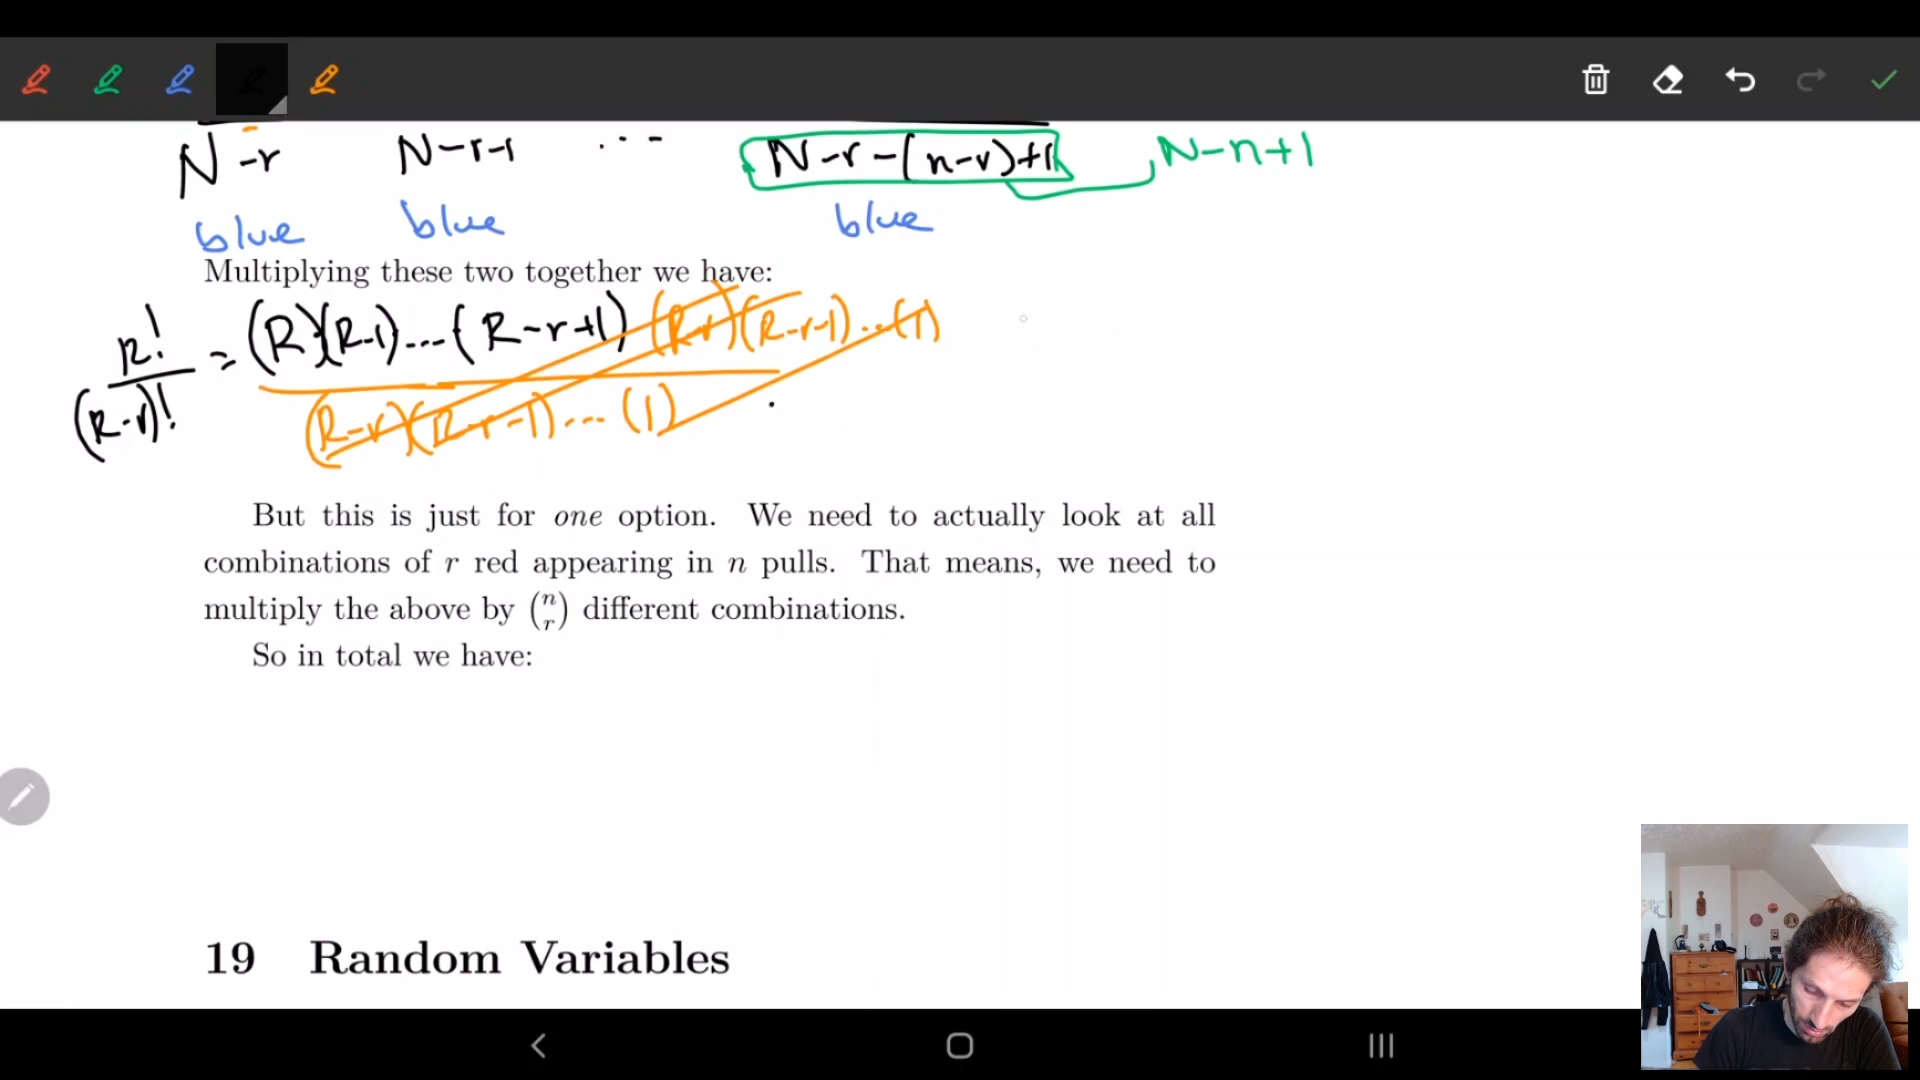 N-r N-r-1 ... N-r-(n-r)+1 N-n+1
blue blue blue
Multiplying these two together we have:
R!/(R-r)! = (R)(R-1)...(R-r+1)(R-r)(R-r-1)...(1)
(R-r)(R-r-1)...(1)
But this is just for one option. We need to actually look at all
combinations of r red appearing in n pulls. That means, we need to
multiply the above by (n r) different combinations.
So in total we have:
19 Random Variables